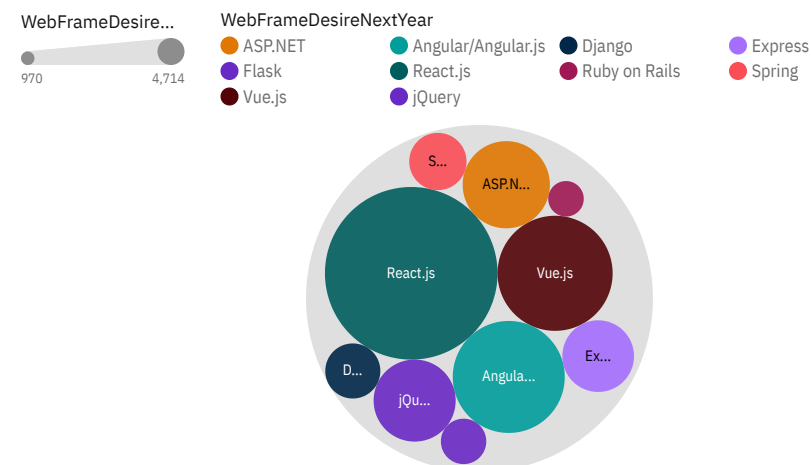 WebFrameDesire...
970
4,714
WebFrameDesireNextYear
ASP.NET
Angular/Angular.js
Django
Express
Flask
React.js
Ruby on Rails
Spring
Vue.js
jQuery
S...
ASP.N...
React.js
Vue.js
Ex...
D...
Angula...
jQu...